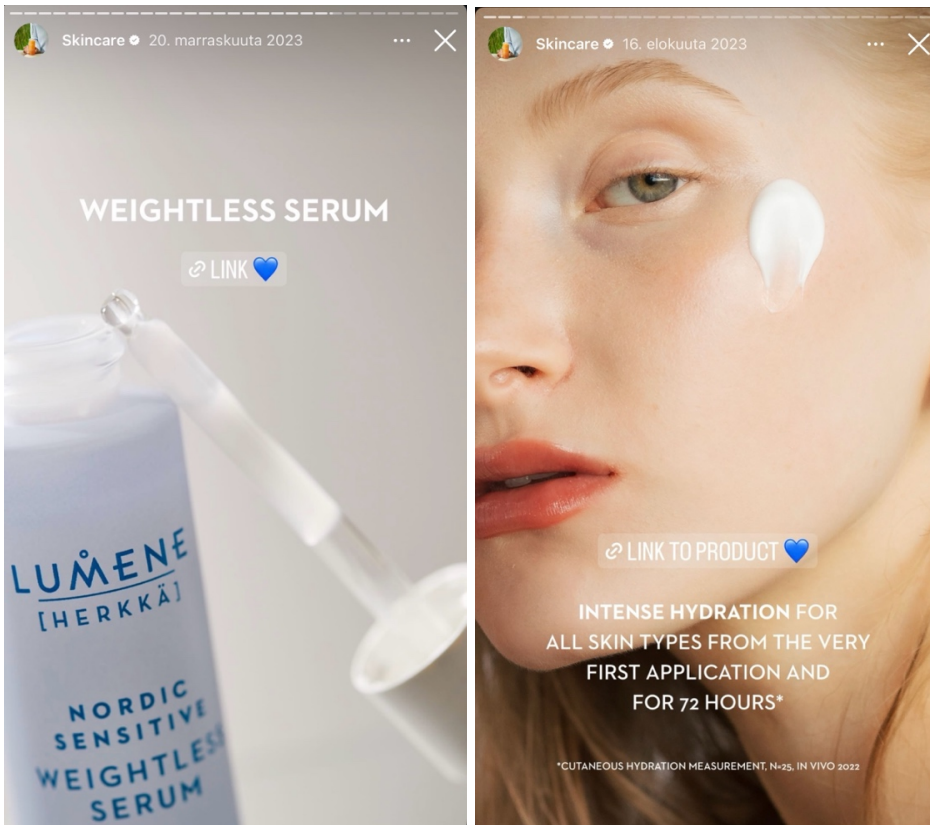 Skincare 20. marraskuuta 2023
WEIGHTLESS SERUM
LINK 💙
LUMENE
[HERKKÄ]
NORDIC
SENSITIVE
WEIGHTLESS
SERUM
Skincare 16. elokuuta 2023
LINK TO PRODUCT 💙
INTENSE HYDRATION FOR
ALL SKIN TYPES FROM THE VERY
FIRST APPLICATION AND
FOR 72 HOURS*
*CUTANEOUS HYDRATION MEASUREMENT, N=25, IN VIVO 2022